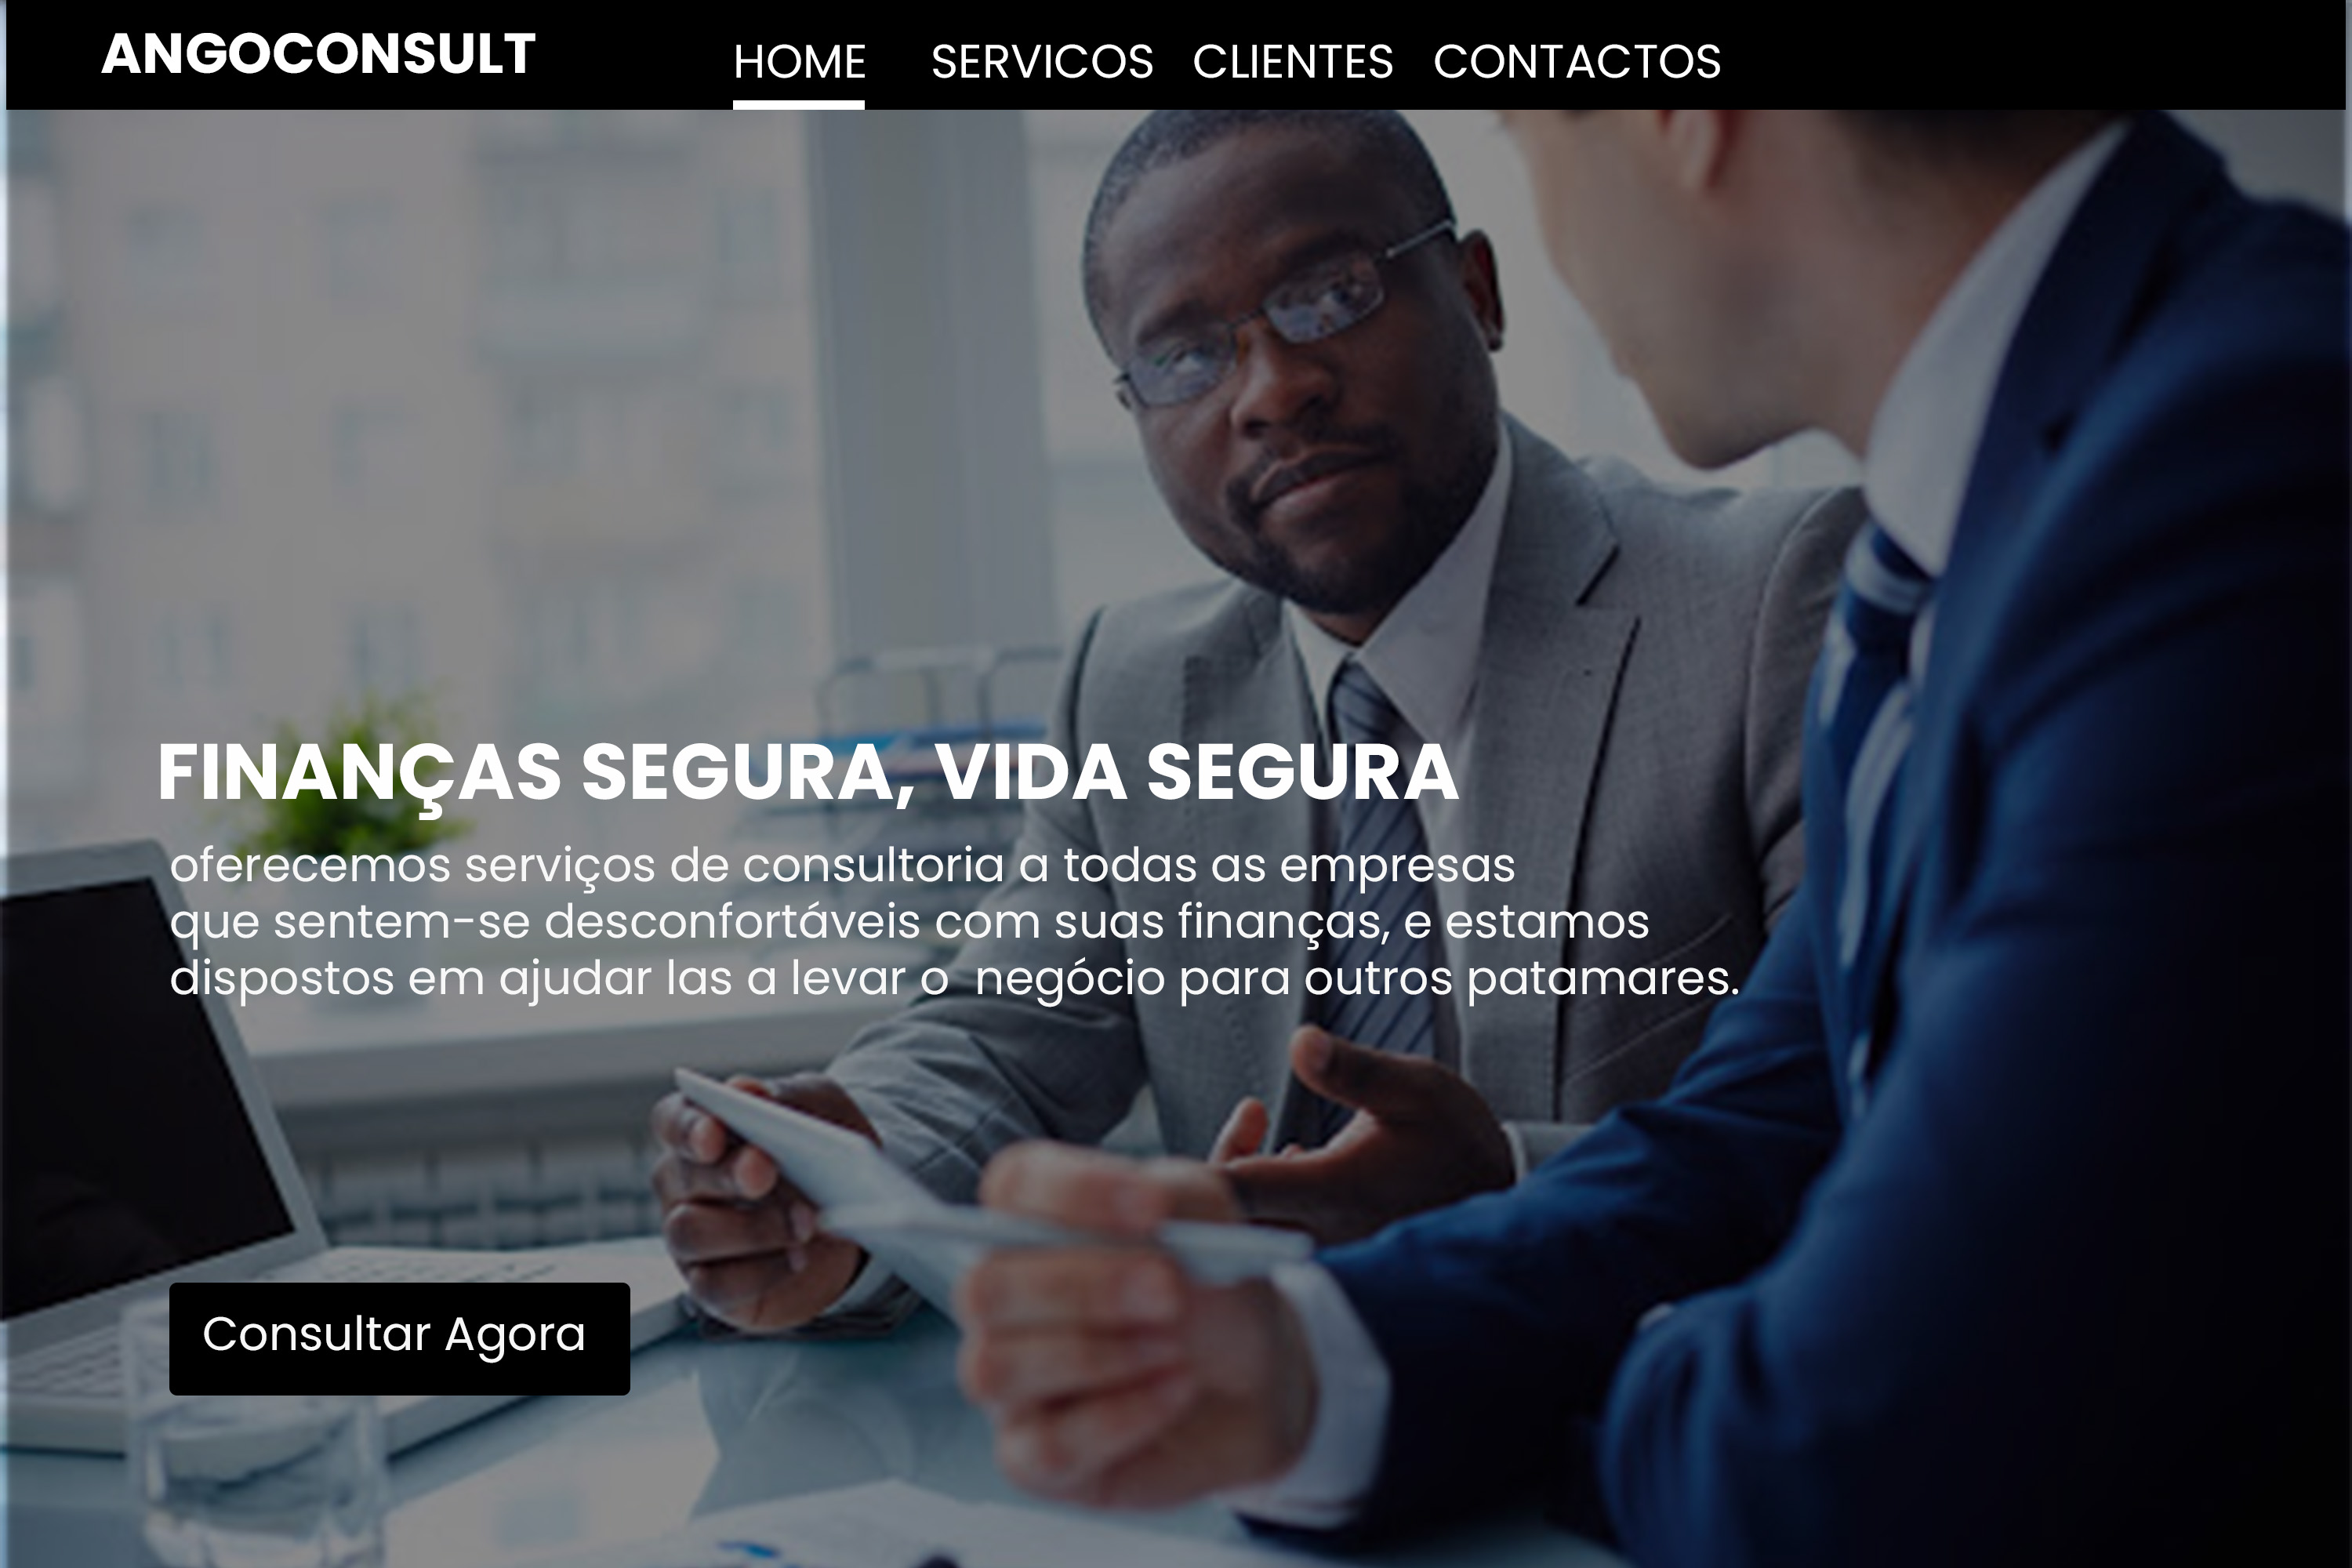 ANGOCONSULT
HOME SERVICOS CLIENTES CONTACTOS
FINANÇAS SEGURA, VIDA SEGURA
oferecemos serviços de consultoria a todas as empresas
que sentem-se desconfortáveis com suas finanças, e estamos
dispostos em ajudar las a levar o  negócio para outros patamares.
Consultar Agora